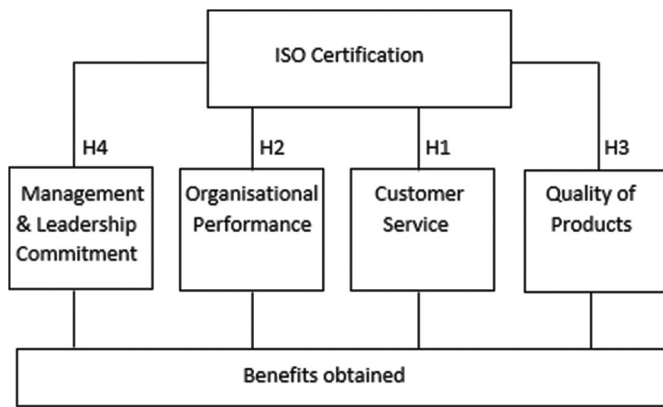 ISO Certification
H4
H2
H1
H3
Management
& Leadership
Commitment
Organisational
Performance
Customer
Service
Quality of
Products
Benefits obtained